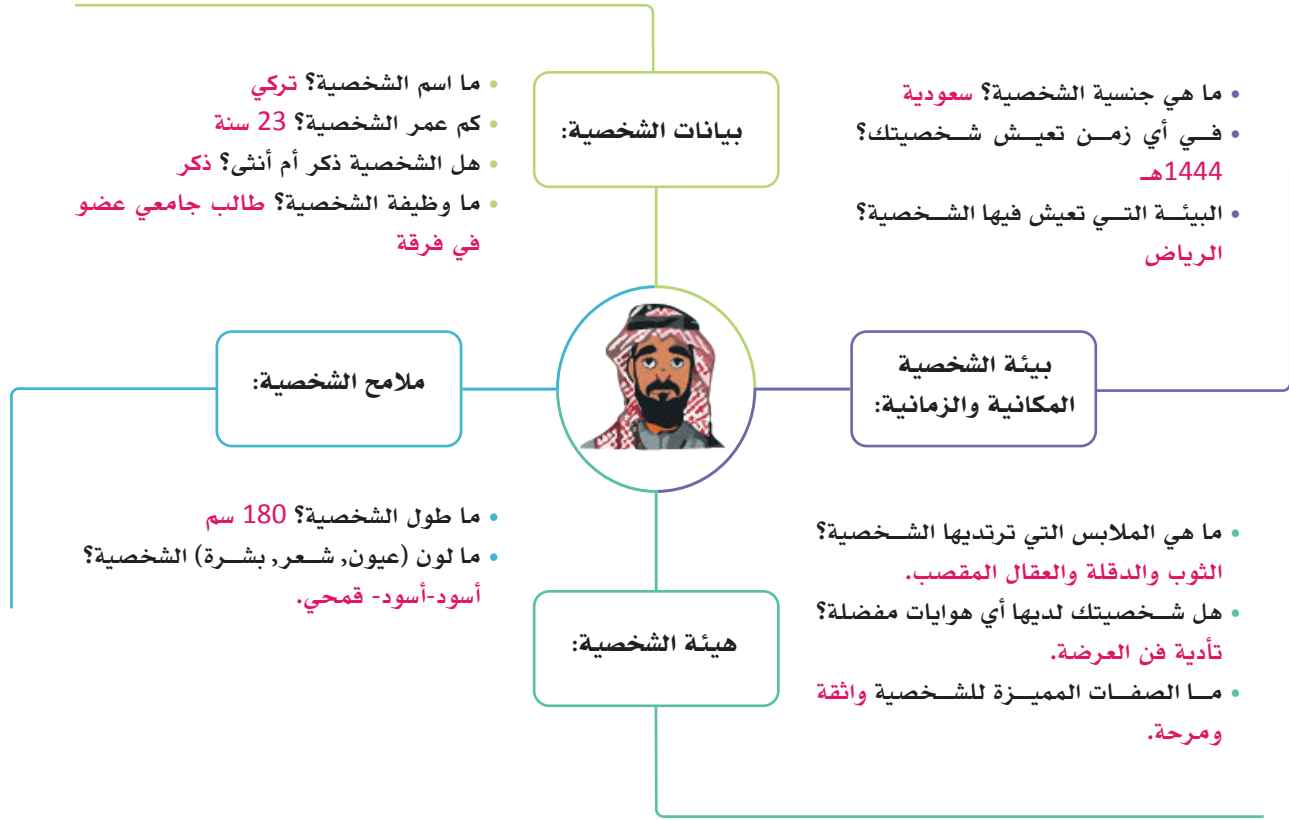 بيانات الشخصية:
ما اسم الشخصية؟ تركي
كم عمر الشخصية؟ 23 سنة
هل الشخصية ذكر أم أنثى؟ ذكر
ما وظيفة الشخصية؟ طالب جامعي عضو
في فرقة
بيئة الشخصية
المكانية والزمانية:
ما هي جنسية الشخصية؟ سعودية
في أي زمن تعيش شخصيتك؟
1444هـ
البيئة التي تعيش فيها الشخصية؟
الرياض
ملامح الشخصية:
ما طول الشخصية؟ 180 سم
ما لون (عيون, شعر, بشرة) الشخصية؟
أسود-أسود- قمحي.
هيئة الشخصية:
ما هي الملابس التي ترتديها الشخصية؟
الثوب والدقلة والعقال المقصب.
هل شخصيتك لديها أي هوايات مفضلة؟
تأدية فن العرضة.
ما الصفات المميزة للشخصية واثقة
ومرحة.